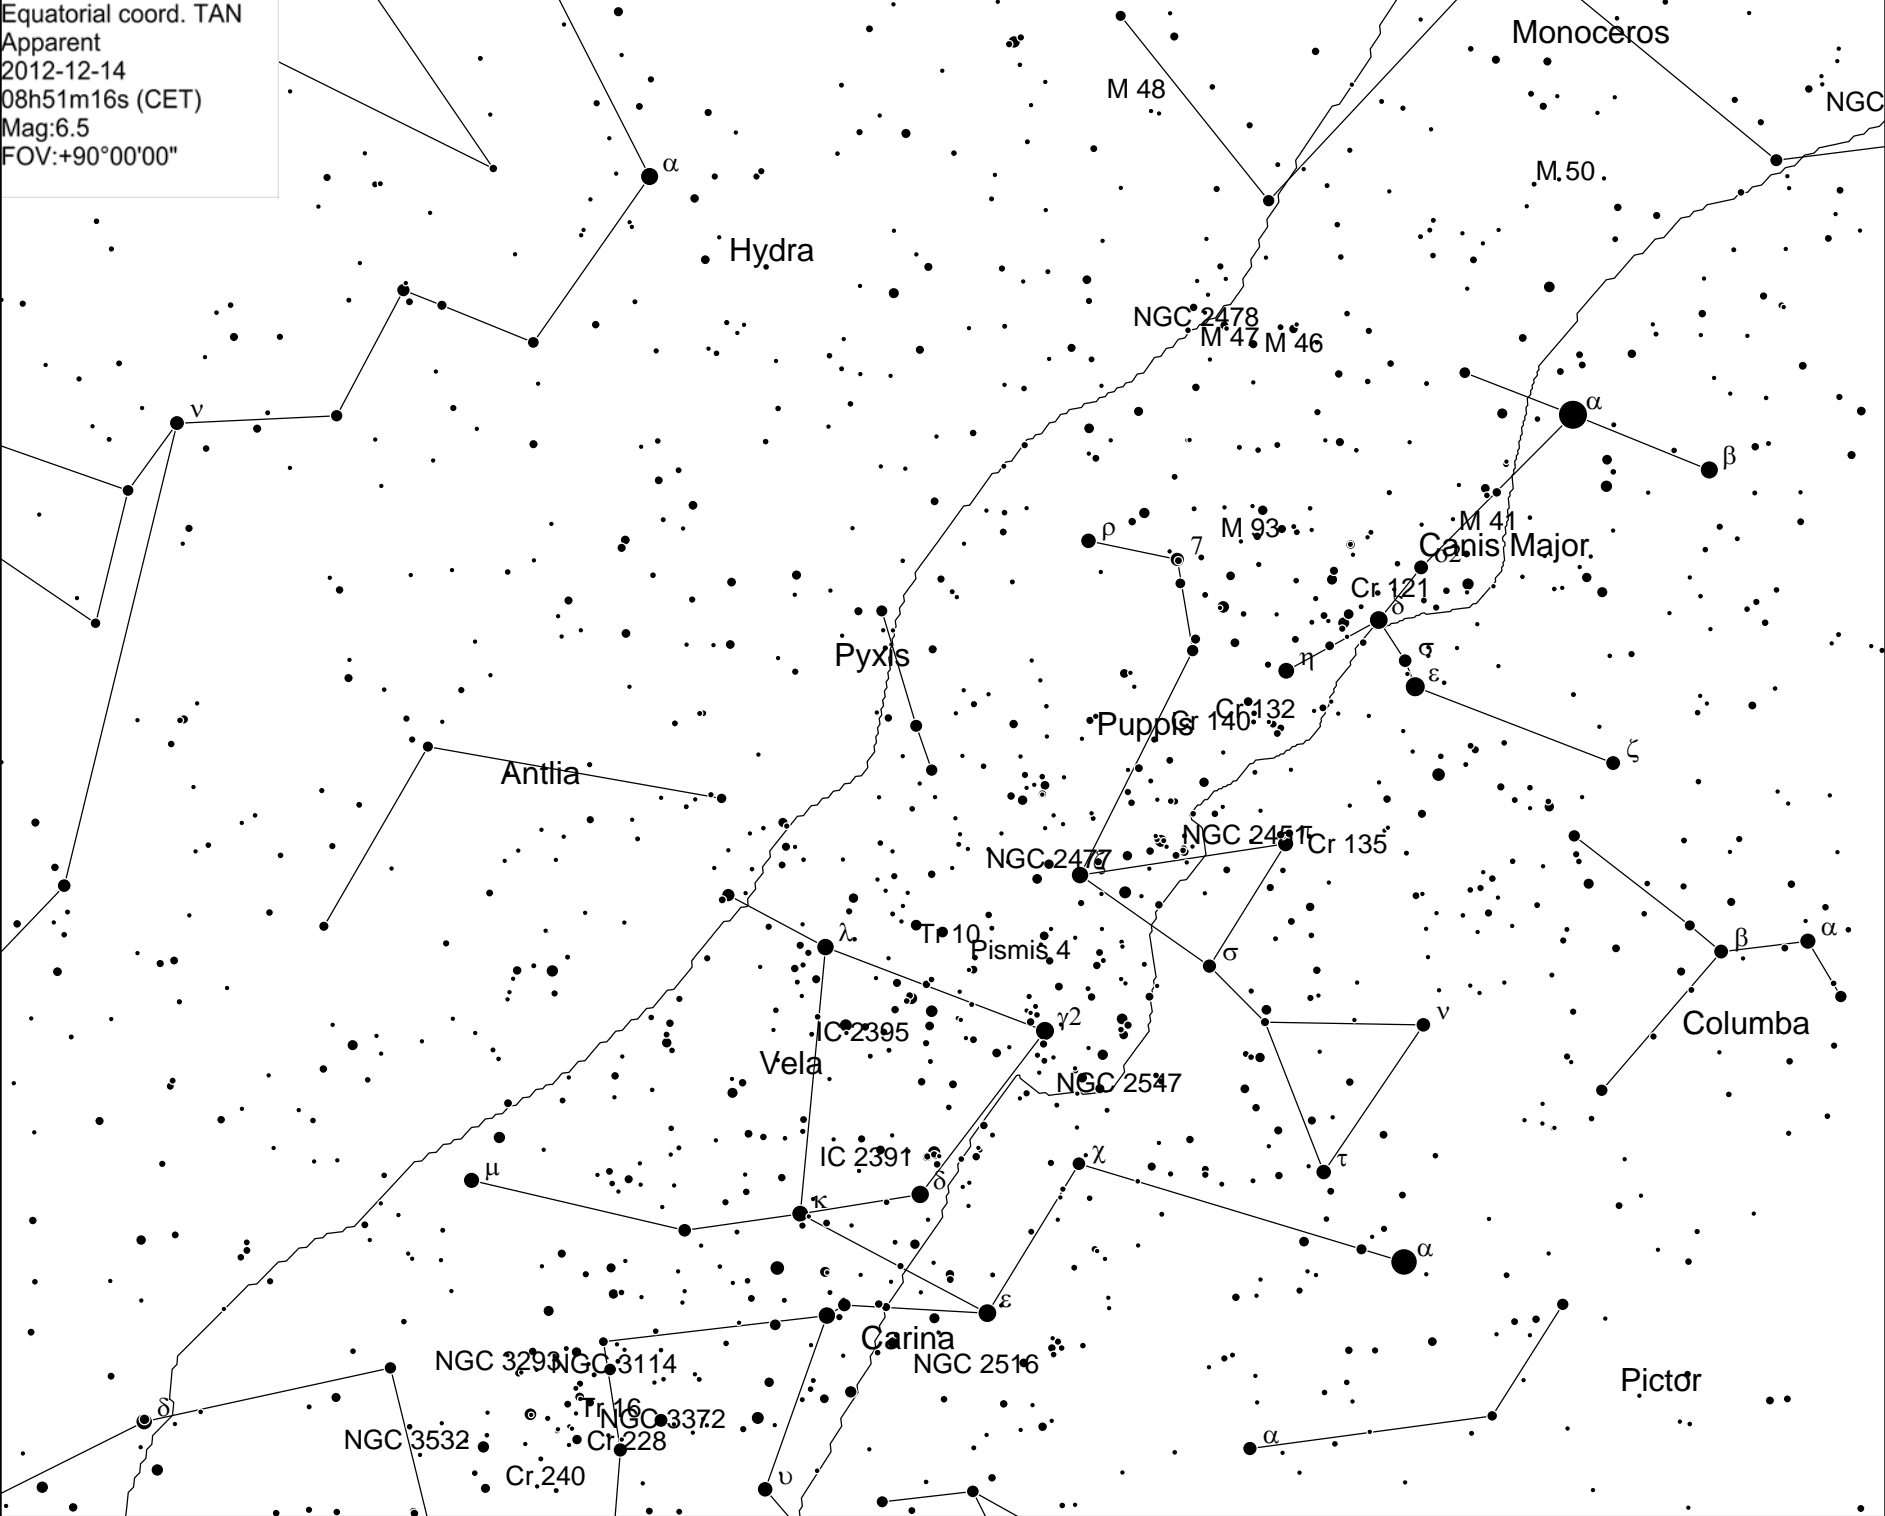 Equatorial coord. TAN
Apparent
2012-12-14
08h51m16s (CET)
Mag:6.5
FOV:+90°00'00"
Monoceros
M 48
NGC
M 50
α
Hydra
NGC 2478
M 47
M 46
α
ν
β
ρ
7
M 93
M 41
Canis Major
ο2
Cr 121
δ
Pyxis
η
σ
ε
Cr 132
Puppis
Cr 140
ζ
Antlia
NGC 2451
π
Cr 135
NGC 2477
ζ
λ
Tr 10
Pismis 4
σ
β
α
γ2
ν
Columba
IC 2395
Vela
NGC 2547
IC 2391
χ
τ
μ
δ
κ
α
ε
Carina
NGC 3293
NGC 3114
NGC 2516
Pictor
δ
Tr 16
NGC 3372
NGC 3532
Cr 228
α
Cr 240
υ